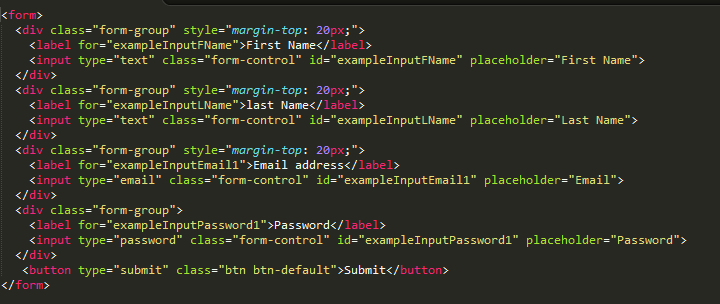 <form>
<div class="form-group" style="margin-top: 20px;">
<label for="exampleInputFName">First Name</label>
<input type="text" class="form-control" id="exampleInputFName" placeholder="First Name">
</div>
<div class="form-group" style="margin-top: 20px;">
<label for="exampleInputLName">last Name</label>
<input type="text" class="form-control" id="exampleInputLName" placeholder="Last Name">
</div>
<div class="form-group" style="margin-top: 20px;">
<label for="exampleInputEmail1">Email address</label>
<input type="email" class="form-control" id="exampleInputEmail1" placeholder="Email">
</div>
<div class="form-group">
<label for="exampleInputPassword1">Password</label>
<input type="password" class="form-control" id="exampleInputPassword1" placeholder="Password">
</div>
<button type="submit" class="btn btn-default">Submit</button>
</form>